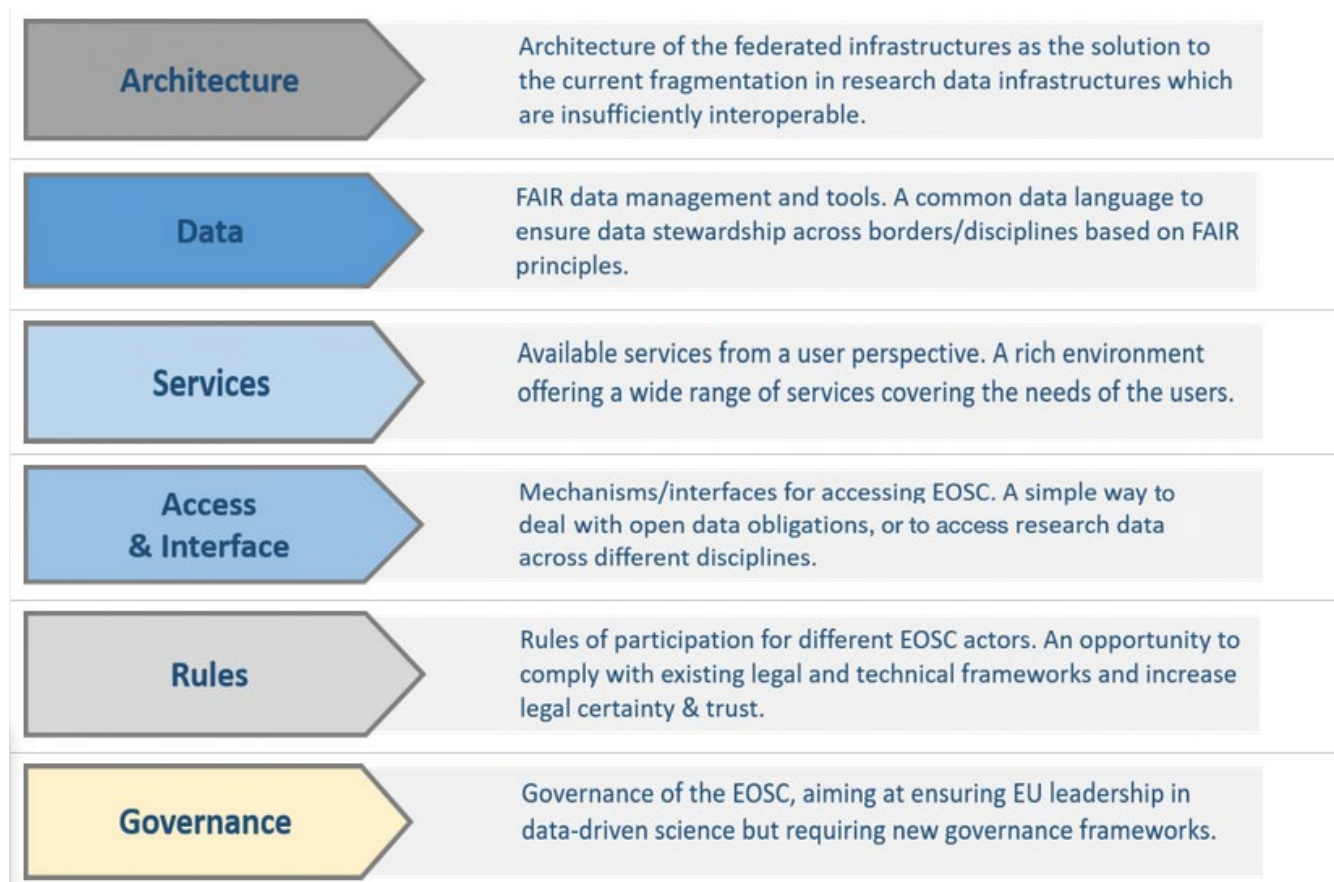 Architecture
Architecture of the federated infrastructures as the solution to
the current fragmentation in research data infrastructures which
are insufficiently interoperable.
Data
FAIR data management and tools. A common data language to
ensure data stewardship across borders/disciplines based on FAIR
principles.
Services
Available services from a user perspective. A rich environment
offering a wide range of services covering the needs of the users.
Access
& Interface
Mechanisms/interfaces for accessing EOSC. A simple way to
deal with open data obligations, or to access research data
across different disciplines.
Rules
Rules of participation for different EOSC actors. An opportunity to
comply with existing legal and technical frameworks and increase
legal certainty & trust.
Governance
Governance of the EOSC, aiming at ensuring EU leadership in
data-driven science but requiring new governance frameworks.